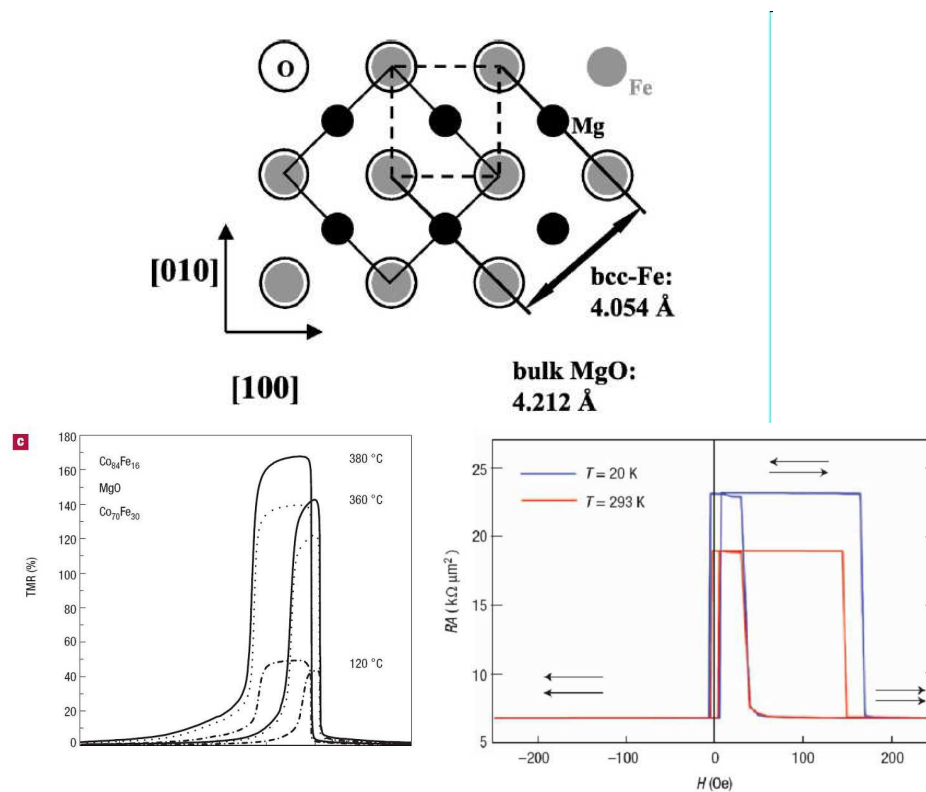 O
Fe
Mg
[010]
bcc-Fe:
4.054 Å
[100]
bulk MgO:
4.212 Å
c
180
160
140
120
100
80
60
40
20
0
TMR (%)
Co84Fe16
MgO
Co70Fe30
380 °C
360 °C
120 °C
25
20
15
10
5
RA (kΩ μm²)
T = 20 K
T = 293 K
−200
−100
0
100
200
H (Oe)